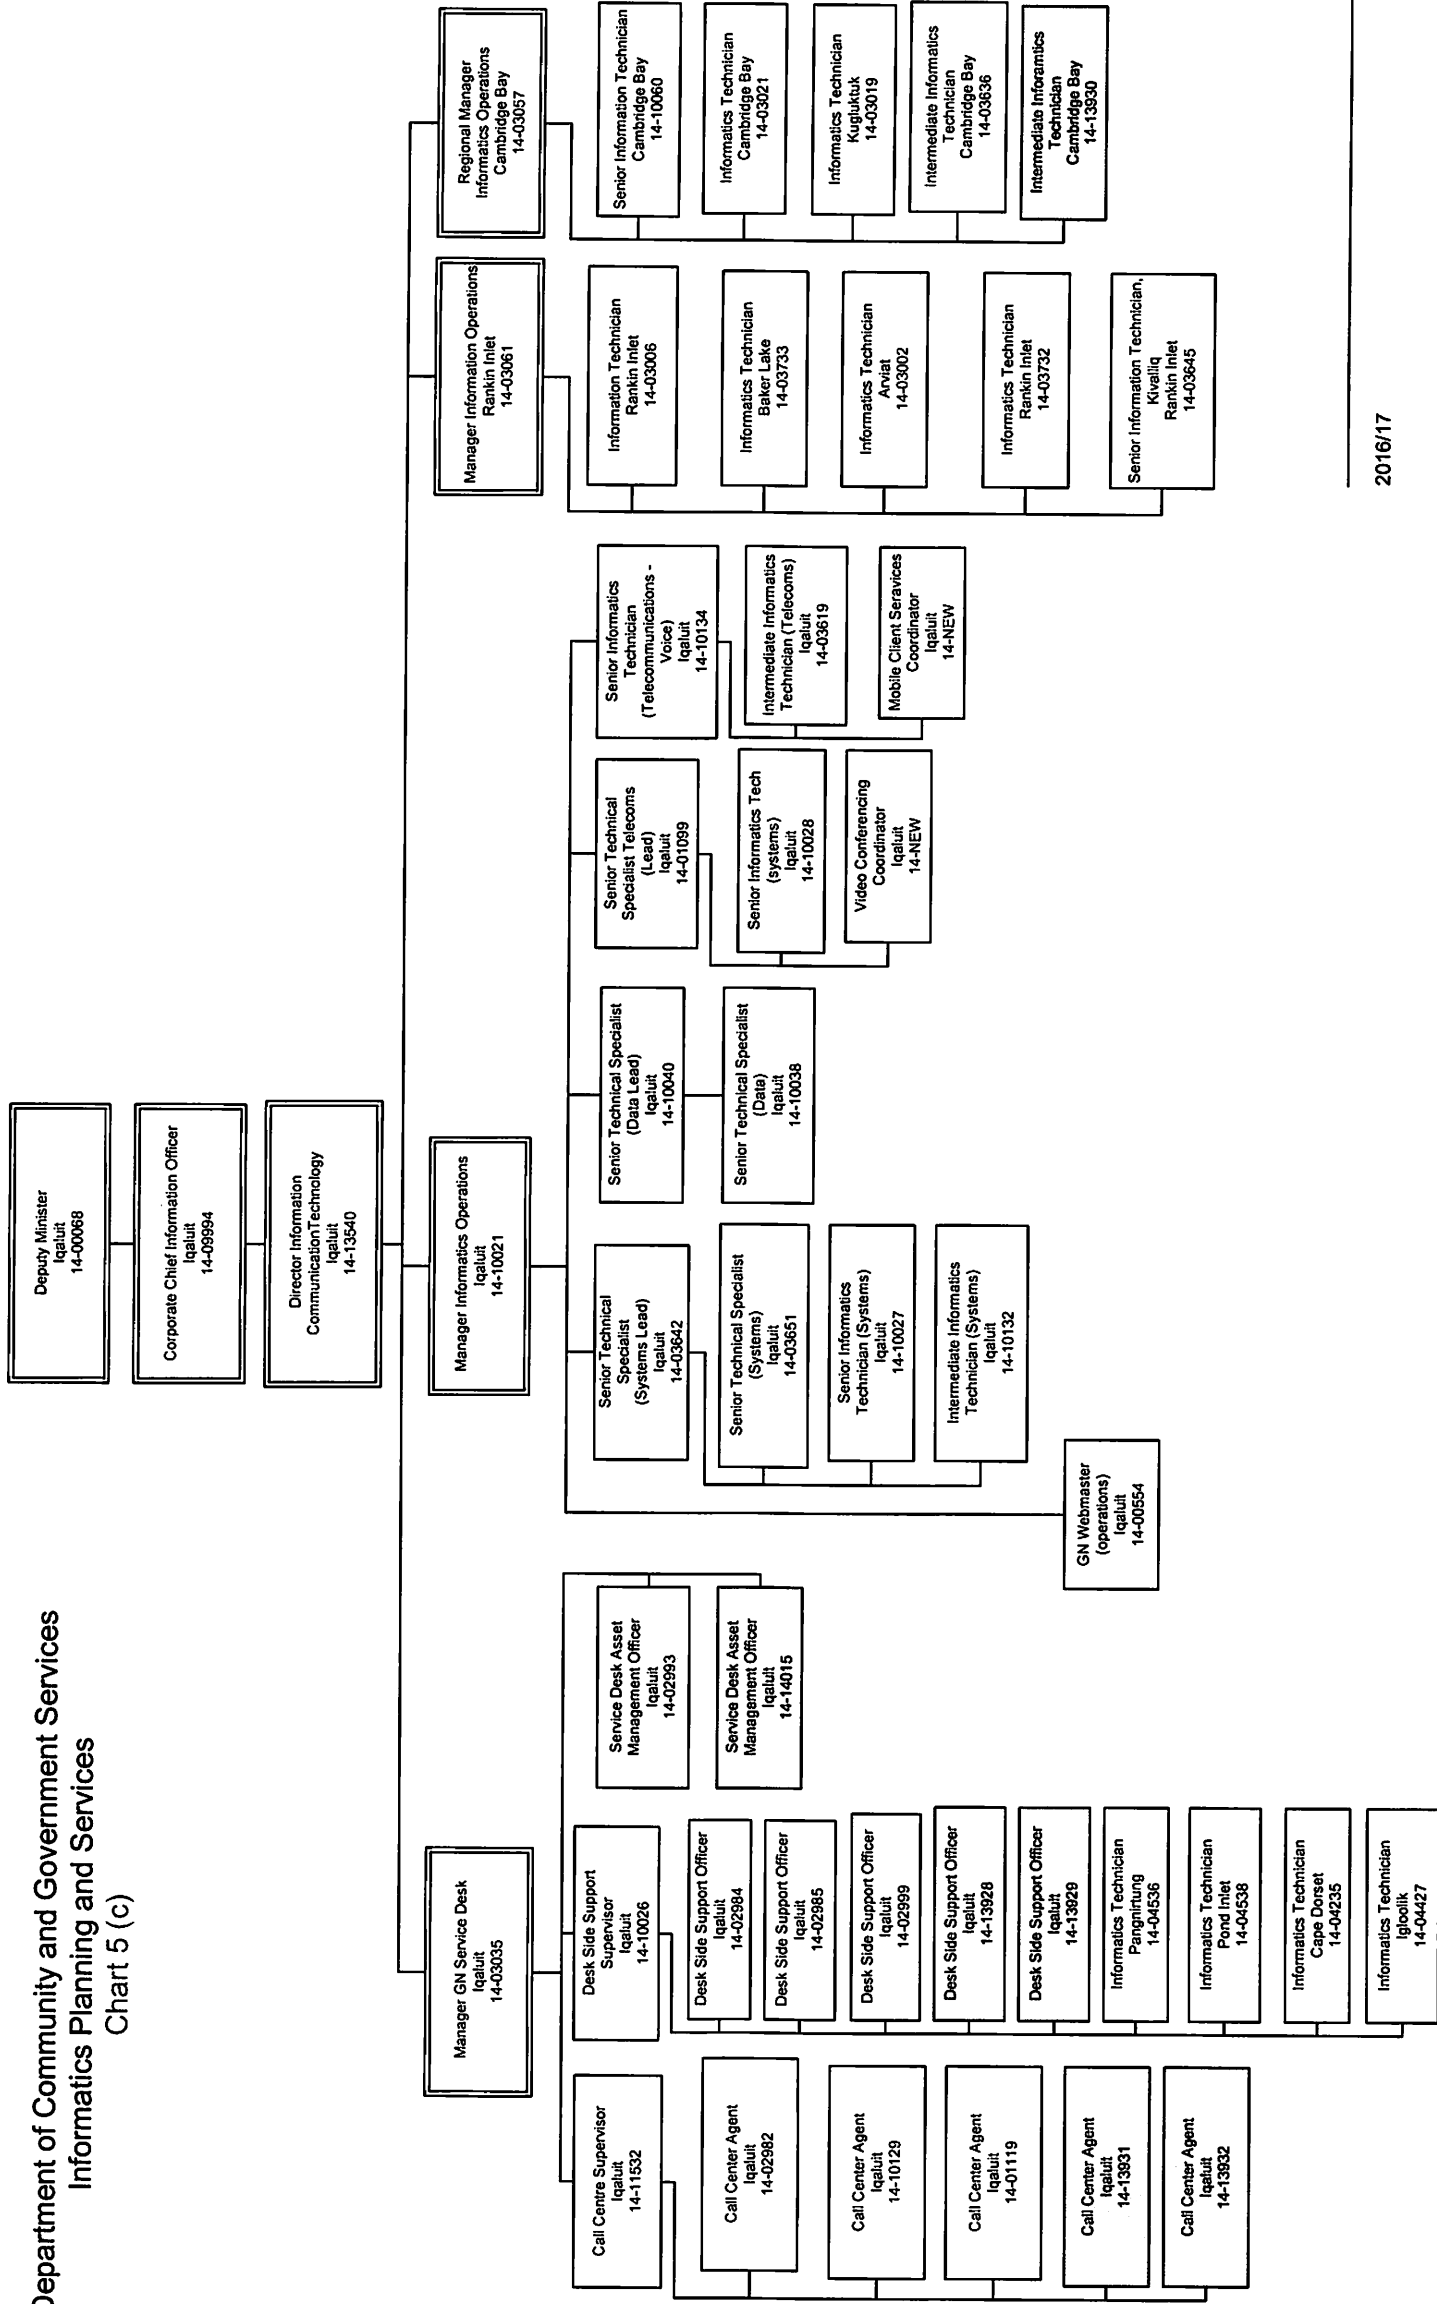 Department of Community and Government Services
Informatics Planning and Services
Chart 5 (c)
Deputy Minister
Iqaluit
14-00068
Corporate Chief Information Officer
Iqaluit
14-09994
Director Information
CommunicationTechnology
Iqaluit
14-13540
Manager GN Service Desk
Iqaluit
14-03035
Manager Informatics Operations
Iqaluit
14-10021
Manager Information Operations
Rankin Inlet
14-03061
Regional Manager
Informatics Operations
Cambridge Bay
14-03057
Call Centre Supervisor
Iqaluit
14-11532
Call Center Agent
Iqaluit
14-02982
Call Center Agent
Iqaluit
14-10129
Call Center Agent
Iqaluit
14-01119
Call Center Agent
Iqaluit
14-13931
Call Center Agent
Iqaluit
14-13932
Desk Side Support
Supervisor
Iqaluit
14-10026
Desk Side Support Officer
Iqaluit
14-02984
Desk Side Support Officer
Iqaluit
14-02985
Desk Side Support Officer
Iqaluit
14-02999
Desk Side Support Officer
Iqaluit
14-13928
Desk Side Support Officer
Iqaluit
14-13929
Informatics Technician
Pangnirtung
14-04536
Informatics Technician
Pond Inlet
14-04538
Informatics Technician
Cape Dorset
14-04235
Informatics Technician
Igloolik
14-04427
Service Desk Asset
Management Officer
Iqaluit
14-02993
Service Desk Asset
Management Officer
Iqaluit
14-14015
GN Webmaster
(operations)
Iqaluit
14-00554
Senior Technical
Specialist
(Systems Lead)
Iqaluit
14-03642
Senior Technical Specialist
(Systems)
Iqaluit
14-03651
Senior Informatics
Technician (Systems)
Iqaluit
14-10027
Intermediate Informatics
Technician (Systems)
Iqaluit
14-10132
Senior Technical Specialist
(Data Lead)
Iqaluit
14-10040
Senior Technical Specialist
(Data)
Iqaluit
14-10038
Senior Technical
Specialist Telecoms
(Lead)
Iqaluit
14-01099
Senior Informatics Tech
(systems)
Iqaluit
14-10028
Video Conferencing
Coordinator
Iqaluit
14-NEW
Senior Informatics
Technician
(Telecommunications -
Voice)
Iqaluit
14-10134
Intermediate Informatics
Technician (Telecoms)
Iqaluit
14-03619
Mobile Client Seravices
Coordinator
Iqaluit
14-NEW
Information Technician
Rankin Inlet
14-03006
Informatics Technician
Baker Lake
14-03733
Informatics Technician
Arviat
14-03002
Informatics Technician
Rankin Inlet
14-03732
Senior Information Technician,
Kivalliq
Rankin Inlet
14-03645
Senior Information Technician
Cambridge Bay
14-10060
Informatics Technician
Cambridge Bay
14-03021
Informatics Technician
Kugluktuk
14-03019
Intermediate Informatics
Technician
Cambridge Bay
14-03636
Intermediate Inforamtics
Technician
Cambridge Bay
14-13930
2016/17